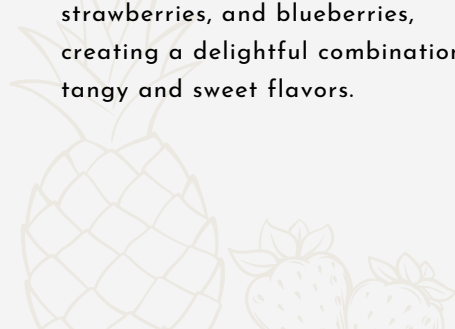 strawberries, and blueberries,
creating a delightful combination
tangy and sweet flavors.